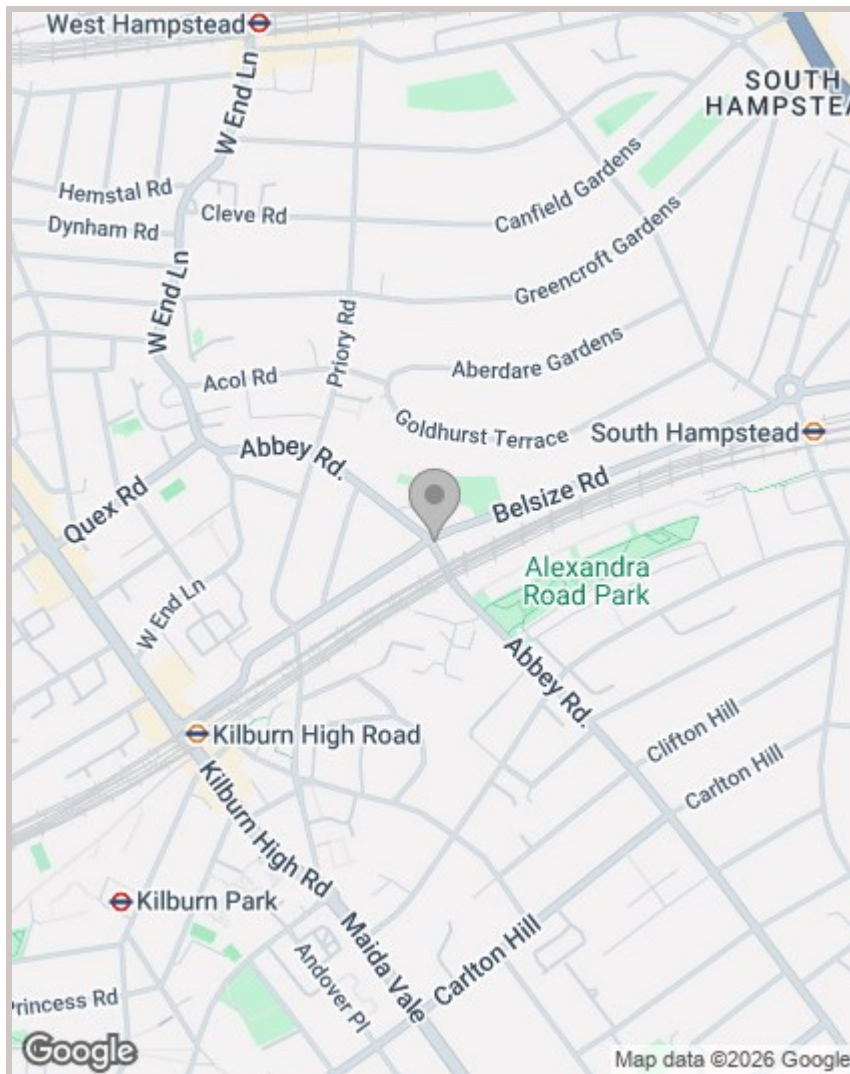 West Hampstead
W End Ln
SOUTH
HAMPSTEA
Hemstal Rd
Cleve Rd
Canfield Gardens
Dynham Rd
Greencroft Gardens
W End Ln
Priory Rd
Aberdare Gardens
Acol Rd
Goldhurst Terrace
South Hampstead
Abbey Rd.
Belsize Rd
Quex Rd
Alexandra
Road Park
W End Ln
Abbey Rd.
Clifton Hill
Kilburn High Road
Carlton Hill
Kilburn High Rd
Kilburn Park
Maida Vale
Carlton Hill
Andover Pl
Princess Rd
Google
Map data ©2026 Google